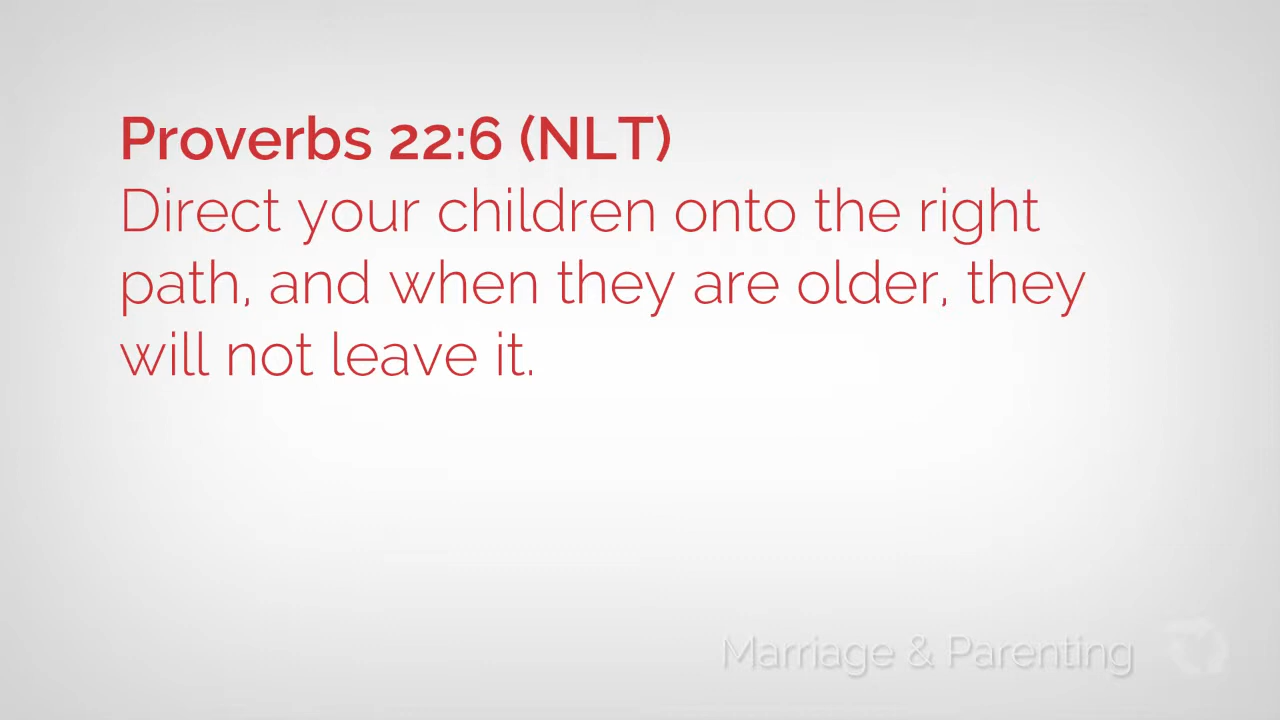 Proverbs 22:6 (NLT)
Direct your children onto the right
path, and when they are older, they
will not leave it.
Marriage & Parenting